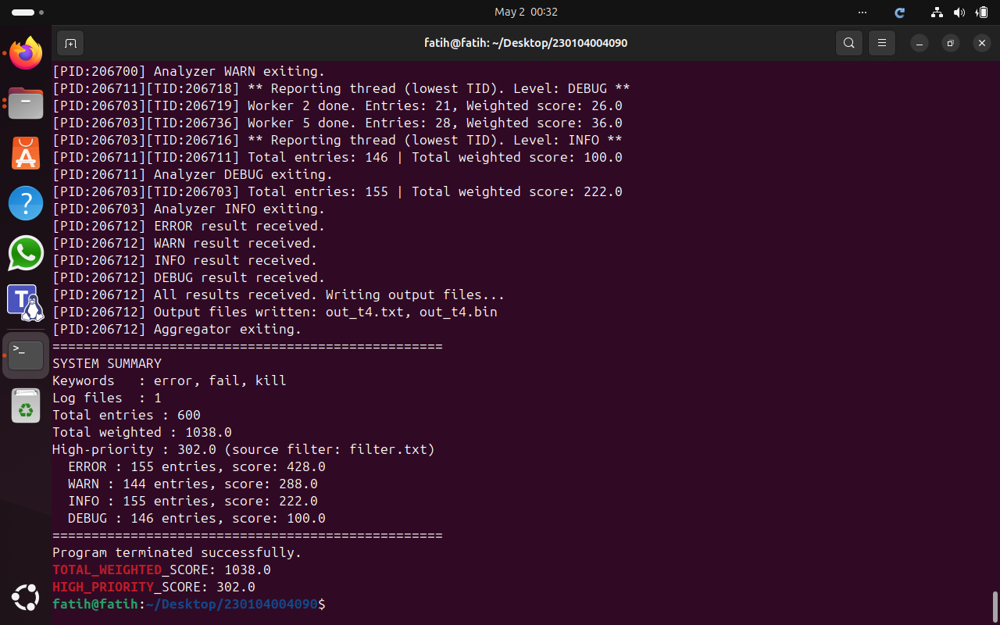 May 2 00:32
fatih@fatih: ~/Desktop/230104004090
[PID:206700] Analyzer WARN exiting.
[PID:206711][TID:206718] ** Reporting thread (lowest TID). Level: DEBUG **
[PID:206703][TID:206719] Worker 2 done. Entries: 21, Weighted score: 26.0
[PID:206703][TID:206736] Worker 5 done. Entries: 28, Weighted score: 36.0
[PID:206703][TID:206716] ** Reporting thread (lowest TID). Level: INFO **
[PID:206711][TID:206711] Total entries: 146 | Total weighted score: 100.0
[PID:206711] Analyzer DEBUG exiting.
[PID:206703][TID:206703] Total entries: 155 | Total weighted score: 222.0
[PID:206703] Analyzer INFO exiting.
[PID:206712] ERROR result received.
[PID:206712] WARN result received.
[PID:206712] INFO result received.
[PID:206712] DEBUG result received.
[PID:206712] All results received. Writing output files...
[PID:206712] Output files written: out_t4.txt, out_t4.bin
[PID:206712] Aggregator exiting.
==================================================
SYSTEM SUMMARY
Keywords   : error, fail, kill
Log files  : 1
Total entries : 600
Total weighted : 1038.0
High-priority : 302.0 (source filter: filter.txt)
  ERROR : 155 entries, score: 428.0
  WARN : 144 entries, score: 288.0
  INFO : 155 entries, score: 222.0
  DEBUG : 146 entries, score: 100.0
==================================================
Program terminated successfully.
TOTAL_WEIGHTED_SCORE: 1038.0
HIGH_PRIORITY_SCORE: 302.0
fatih@fatih:~/Desktop/230104004090$